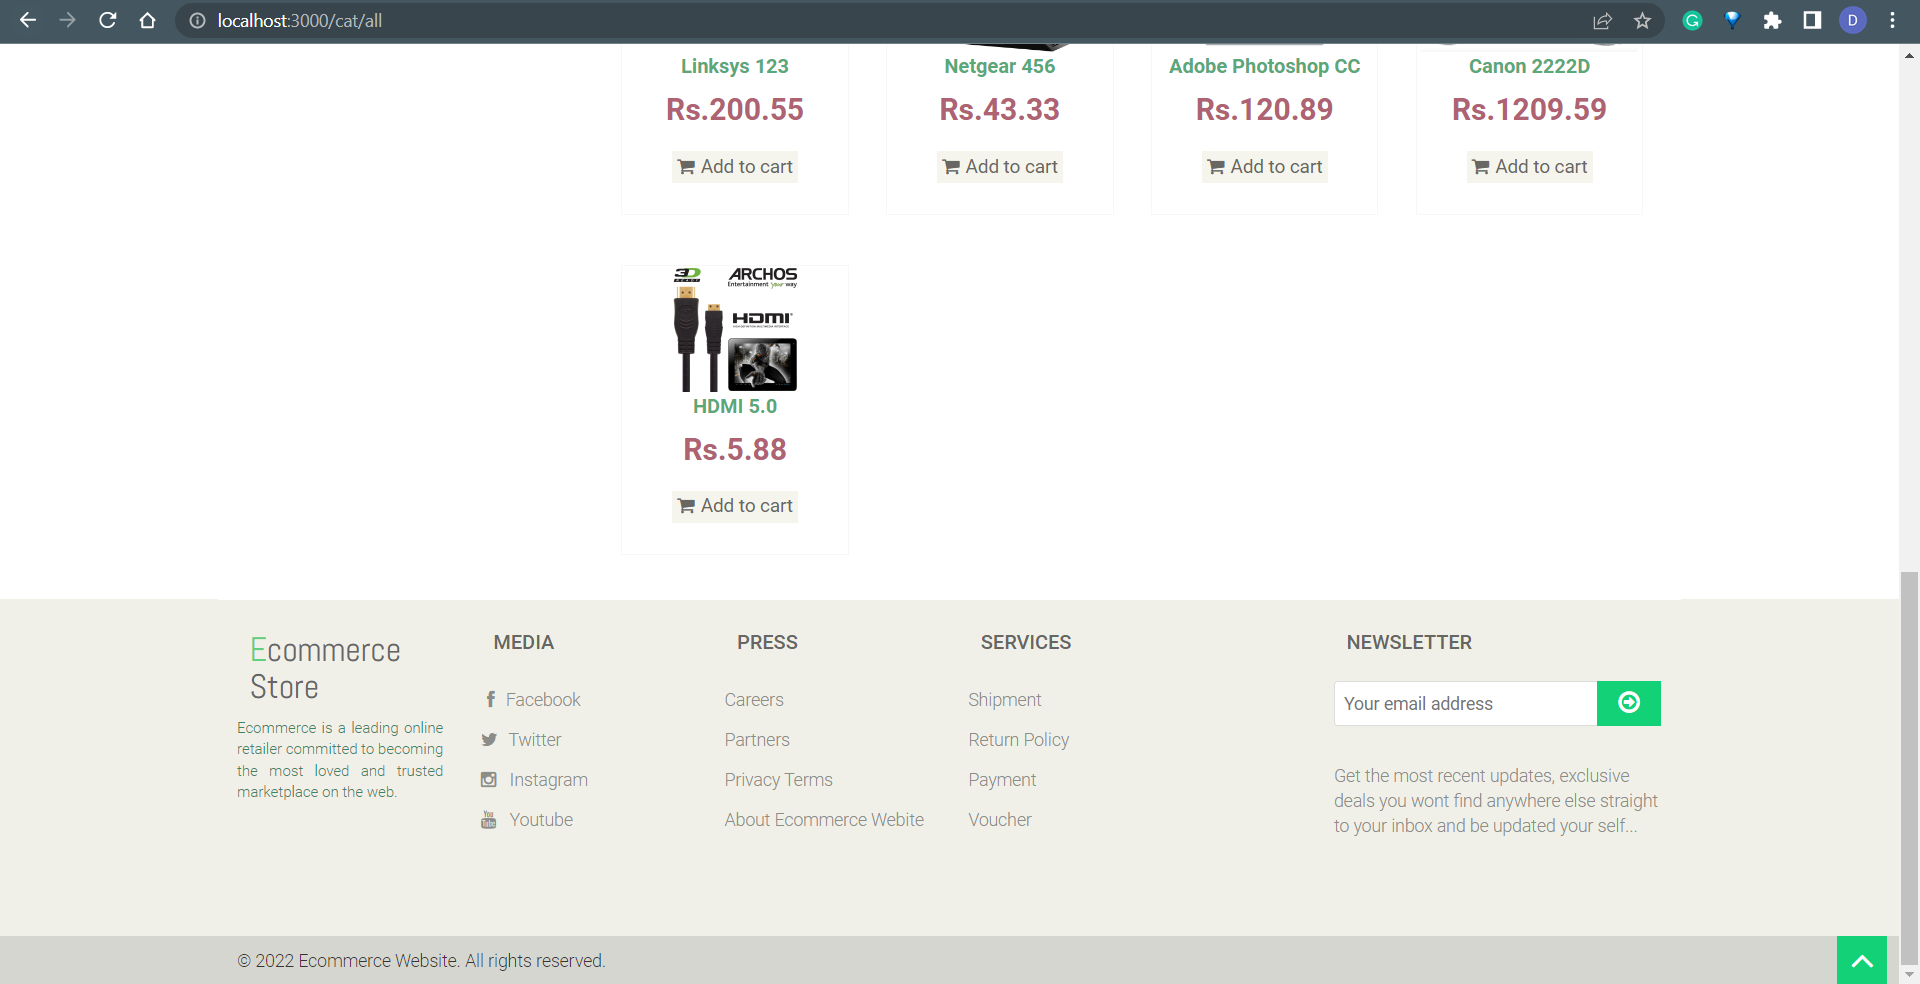 localhost:3000/cat/all
D
Linksys 123
Rs.200.55
Add to cart
Netgear 456
Rs.43.33
Add to cart
Adobe Photoshop CC
Rs.120.89
Add to cart
Canon 2222D
Rs.1209.59
Add to cart
3D
READY
ARCHOS
Entertainment your way
HDMI
HDMI 5.0
Rs.5.88
Add to cart
Ecommerce
Store
Ecommerce is a leading online
retailer committed to becoming
the most loved and trusted
marketplace on the web.
MEDIA
Facebook
Twitter
Instagram
Youtube
PRESS
Careers
Partners
Privacy Terms
About Ecommerce Webite
SERVICES
Shipment
Return Policy
Payment
Voucher
NEWSLETTER
Your email address
Get the most recent updates, exclusive
deals you wont find anywhere else straight
to your inbox and be updated your self...
© 2022 Ecommerce Website. All rights reserved.